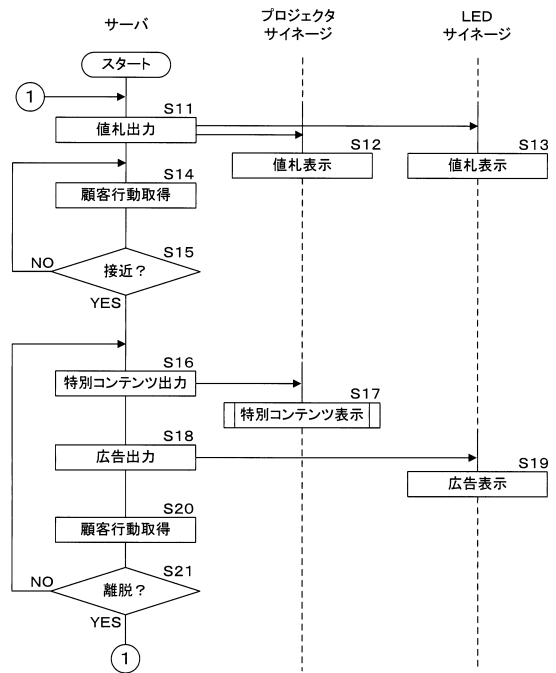 サーバ
プロジェクタ
サイネージ
LED
サイネージ
スタート
1
S11
値札出力
S12
値札表示
S13
値札表示
S14
顧客行動取得
S15
接近？
NO
YES
S16
特別コンテンツ出力
S17
特別コンテンツ表示
S18
広告出力
S19
広告表示
S20
顧客行動取得
S21
離脱？
NO
YES
1